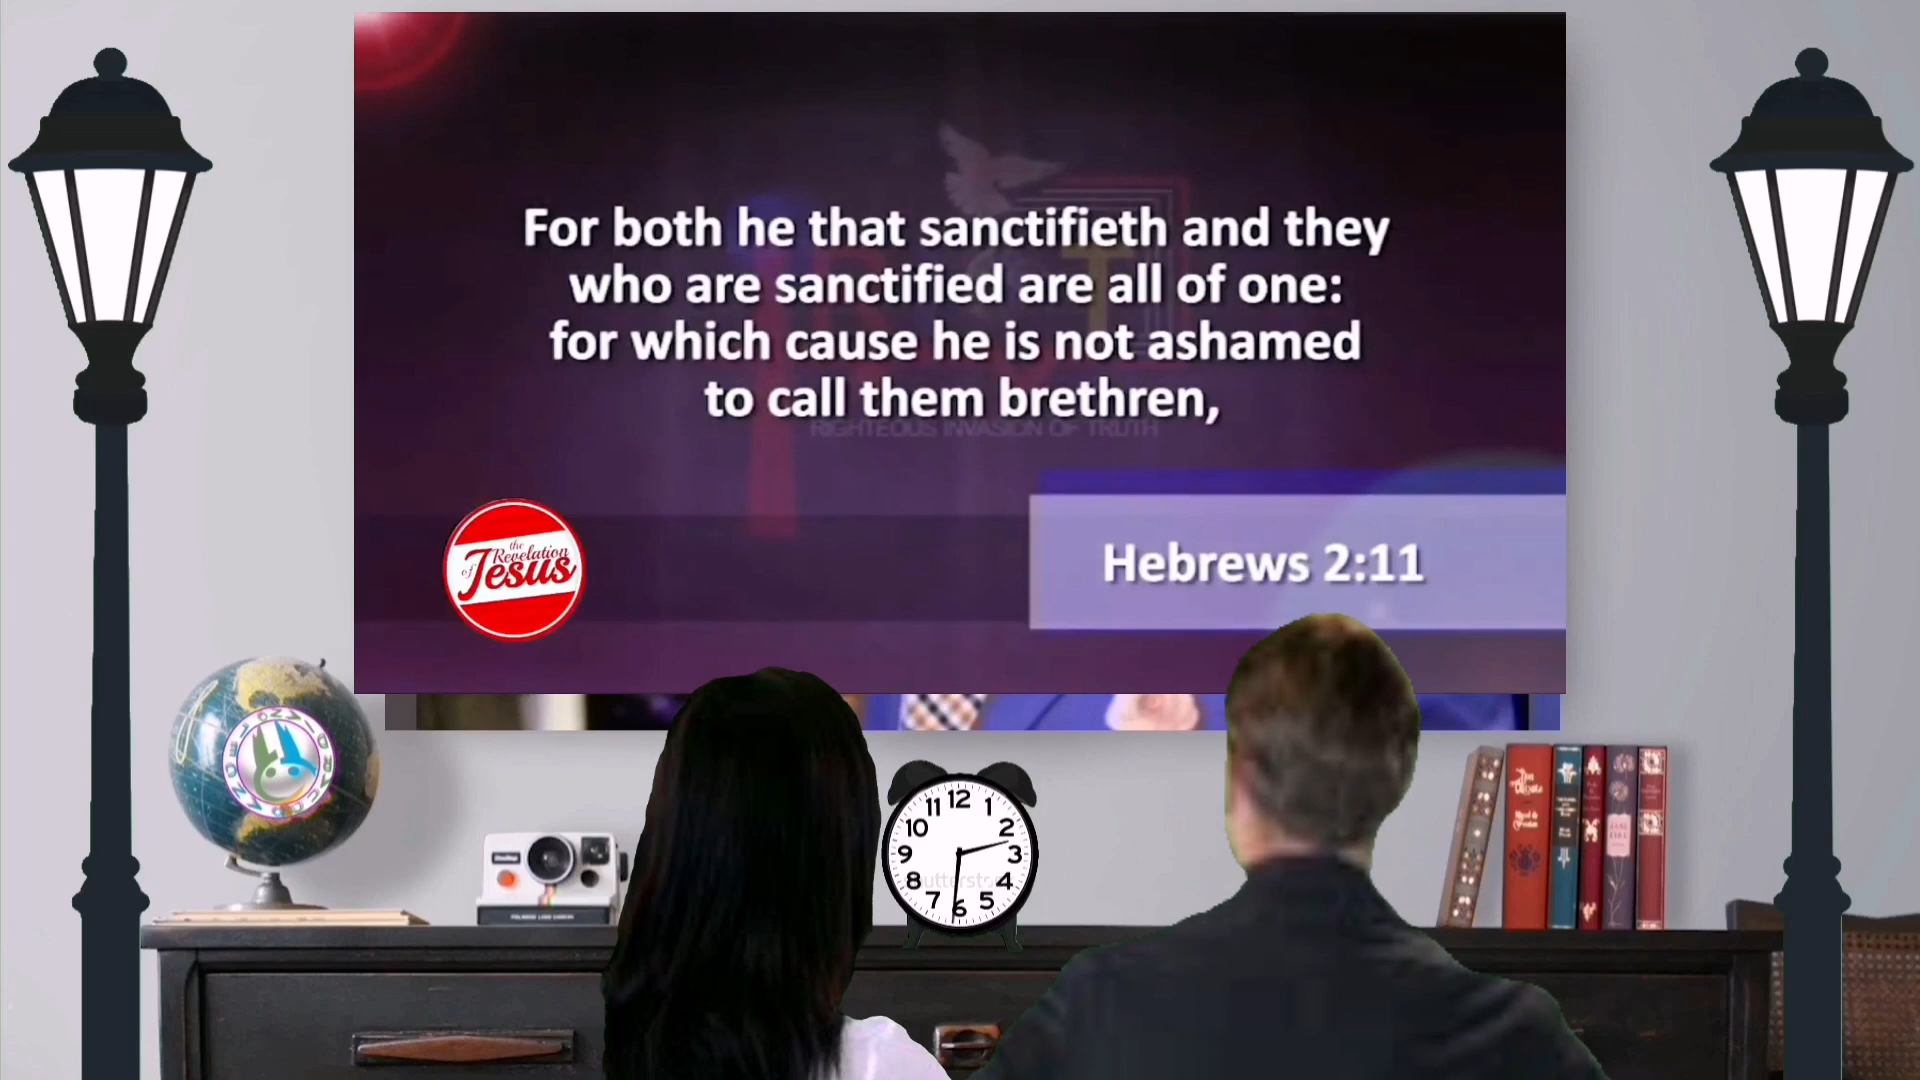 For both he that sanctifieth and they
who are sanctified are all of one:
for which cause he is not ashamed
to call them brethren,
RIGHTEOUS INVASION OF TRUTH
the
Revelation
of
Jesus
Hebrews 2:11
11 12 1
10 2
9 3
8 4
7 6 5